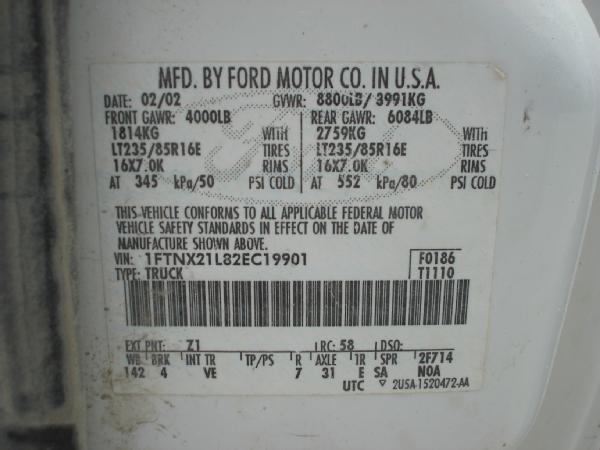 MFD. BY FORD MOTOR CO. IN U.S.A.
DATE: 02/02 GVWR: 8800LB/ 3991KG
FRONT GAWR: 4000LB REAR GAWR: 6084LB
1814KG WITH 2759KG WITH
LT235/85R16E TIRES LT235/85R16E TIRES
16X7.0K RIMS 16X7.0K RIMS
AT 345 kPa/50 PSI COLD AT 552 kPa/80 PSI COLD
THIS VEHICLE CONFORMS TO ALL APPLICABLE FEDERAL MOTOR
VEHICLE SAFETY STANDARDS IN EFFECT ON THE DATE OF
MANUFACTURE SHOWN ABOVE.
VIN: 1FTNX21L82EC19901 F0186
TYPE: TRUCK T1110
EXT PNT: Z1 RC: 58 DSO:
WB BRK INT TR TP/PS R AXLE TR SPR 2F714
142 4 VE 7 31 E SA N0A
UTC ▽ 2USA-1520472-AA